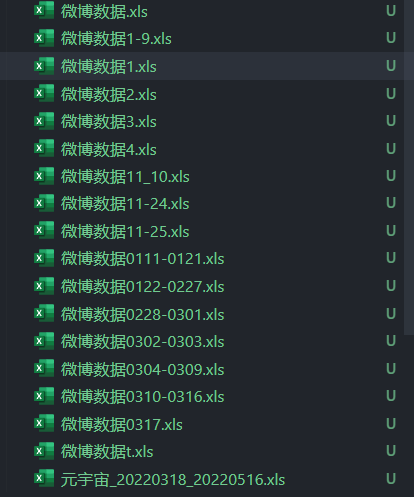 微博数据.xls U
微博数据1-9.xls U
微博数据1.xls U
微博数据2.xls U
微博数据3.xls U
微博数据4.xls U
微博数据11_10.xls U
微博数据11-24.xls U
微博数据11-25.xls U
微博数据0111-0121.xls U
微博数据0122-0227.xls U
微博数据0228-0301.xls U
微博数据0302-0303.xls U
微博数据0304-0309.xls U
微博数据0310-0316.xls U
微博数据0317.xls U
微博数据t.xls U
元宇宙_20220318_20220516.xls U